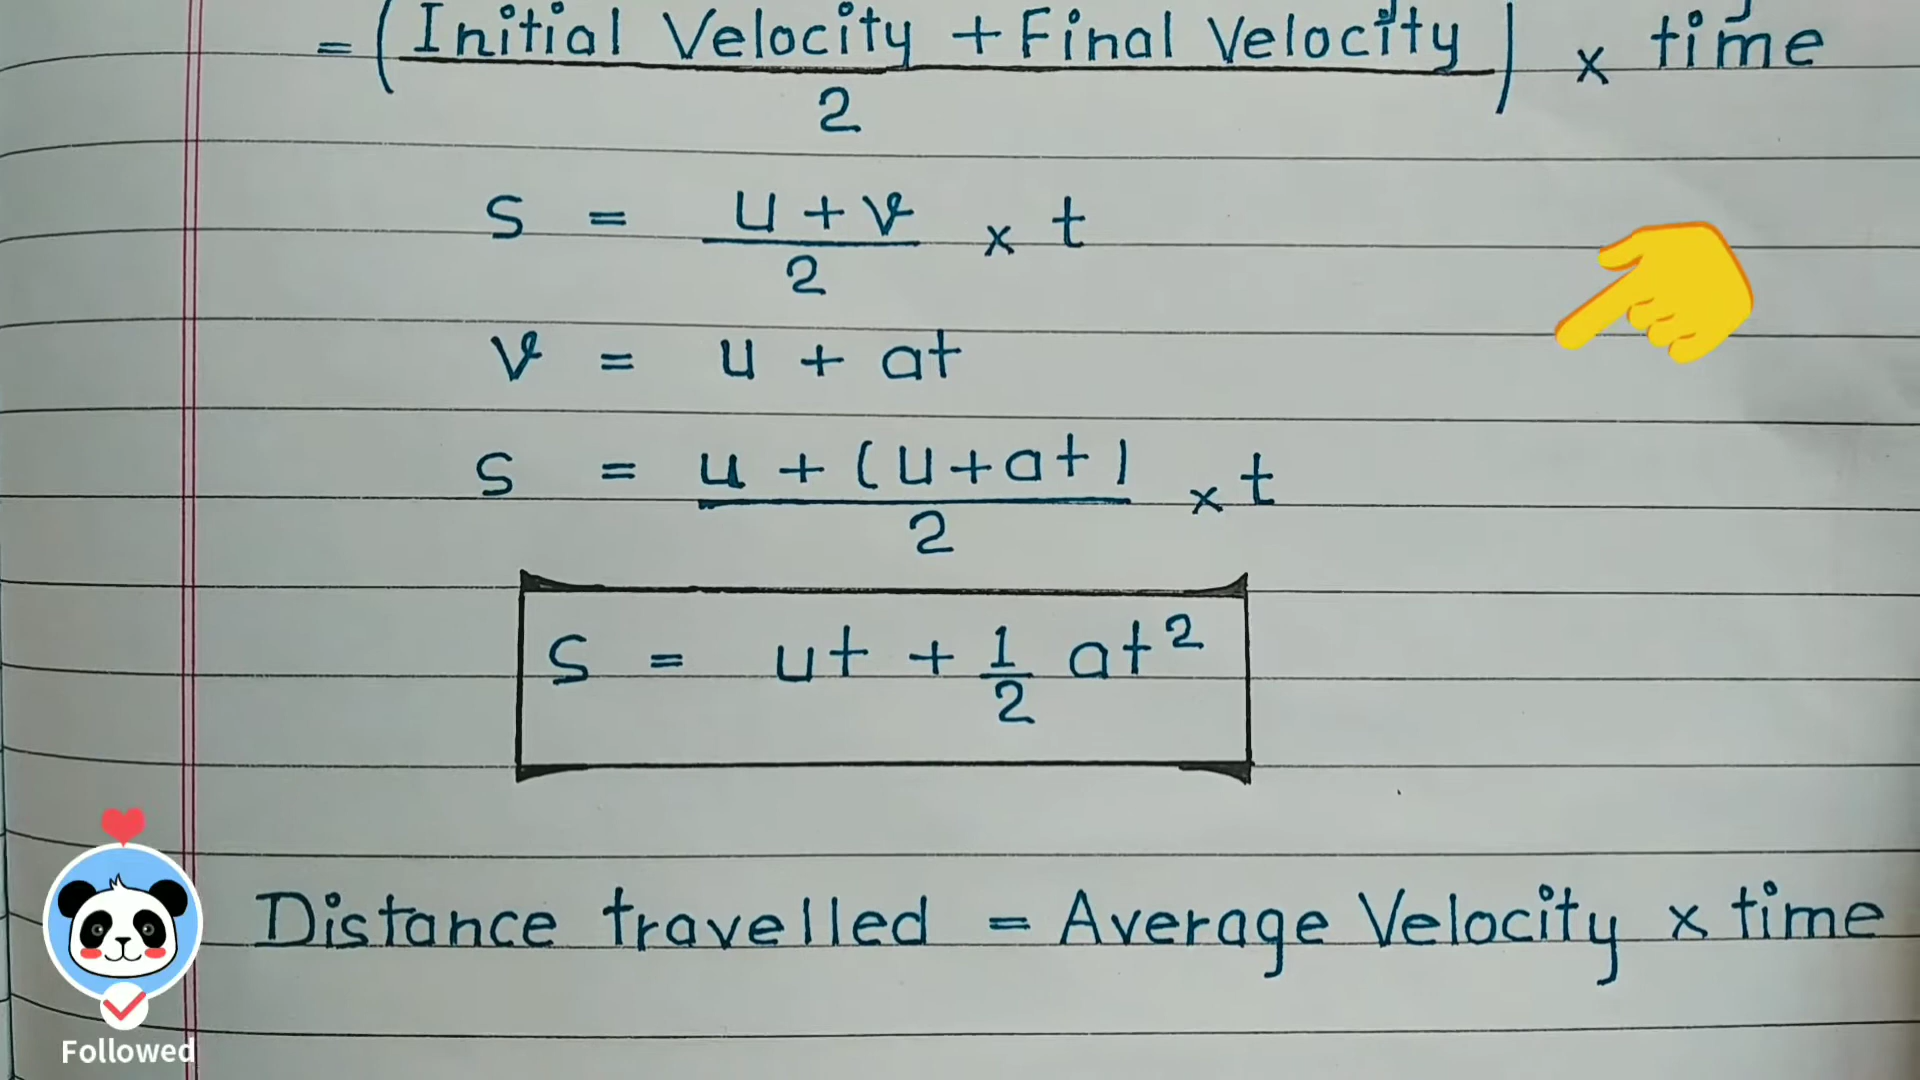 = (Initial Velocity + Final Velocity / 2) × time
S = u + v / 2 × t
v = u + at
S = u + (u + at) / 2 × t
S = ut + 1/2 at²
Distance travelled = Average Velocity × time
Followed